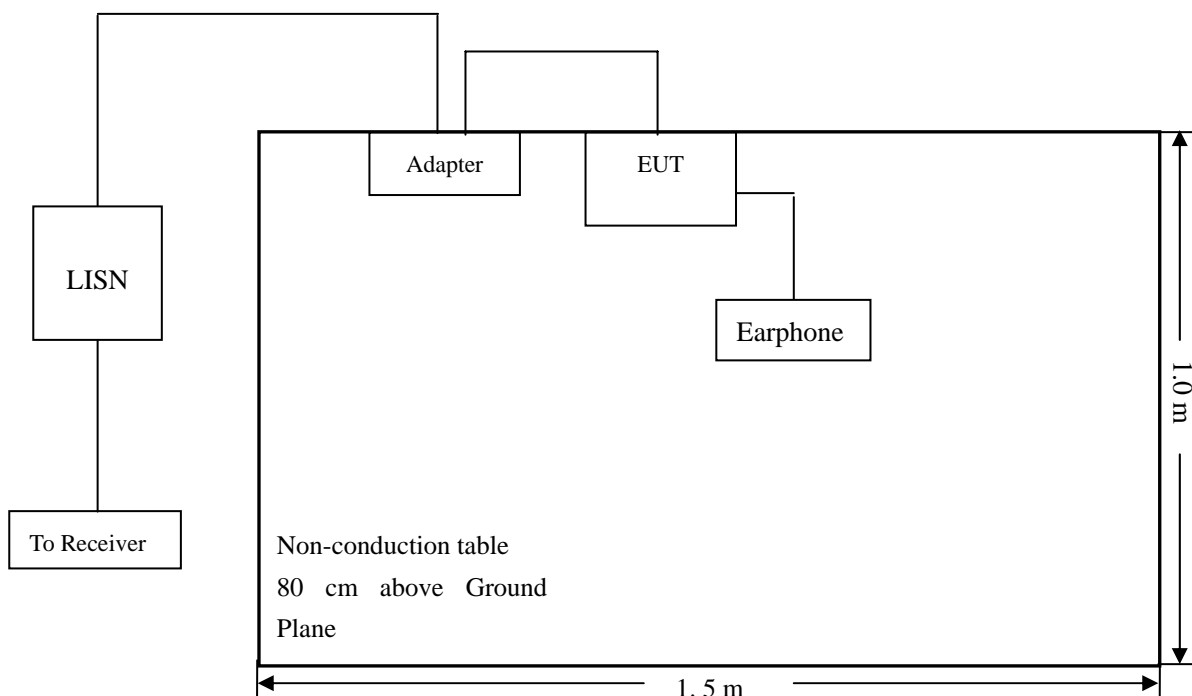 Adapter
EUT
LISN
Earphone
1.0 m
To Receiver
Non-conduction table
80 cm above Ground
Plane
1. 5 m